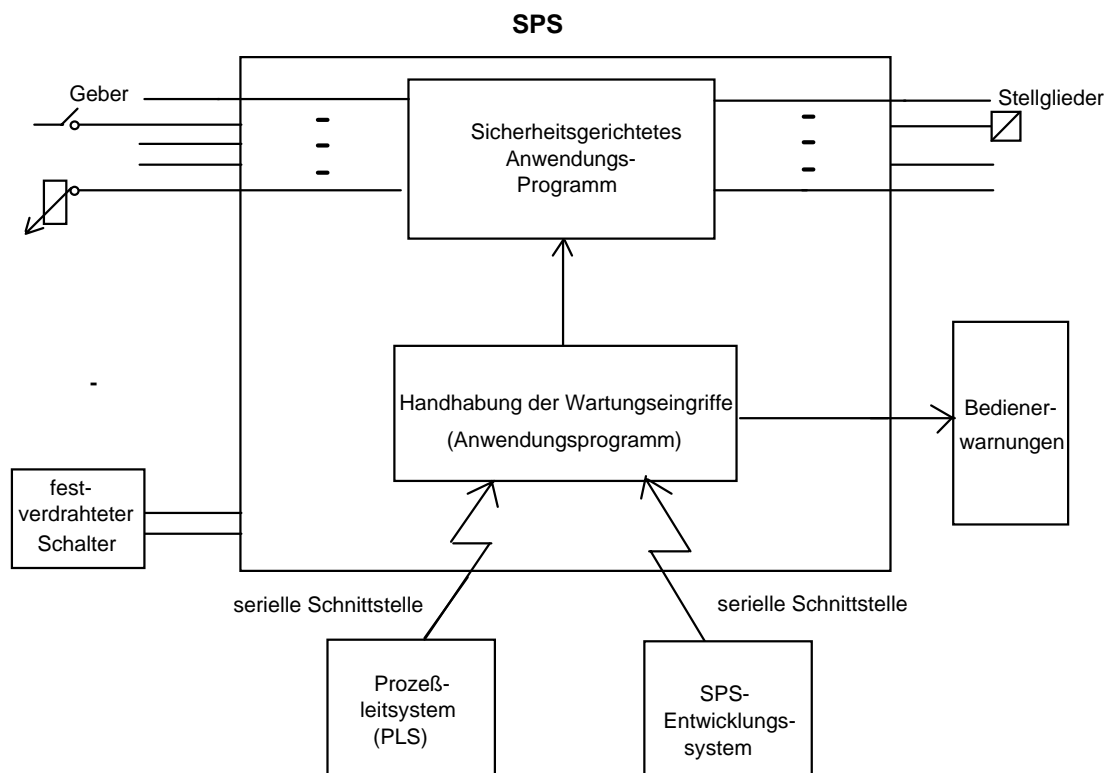 SPS
Geber
Stellglieder
Sicherheitsgerichtetes
Anwendungs-
Programm
Handhabung der Wartungseingriffe
(Anwendungsprogramm)
Bediener-
warnungen
fest-
verdrahteter
Schalter
serielle Schnittstelle
serielle Schnittstelle
Prozeß-
leitsystem
(PLS)
SPS-
Entwicklungs-
system